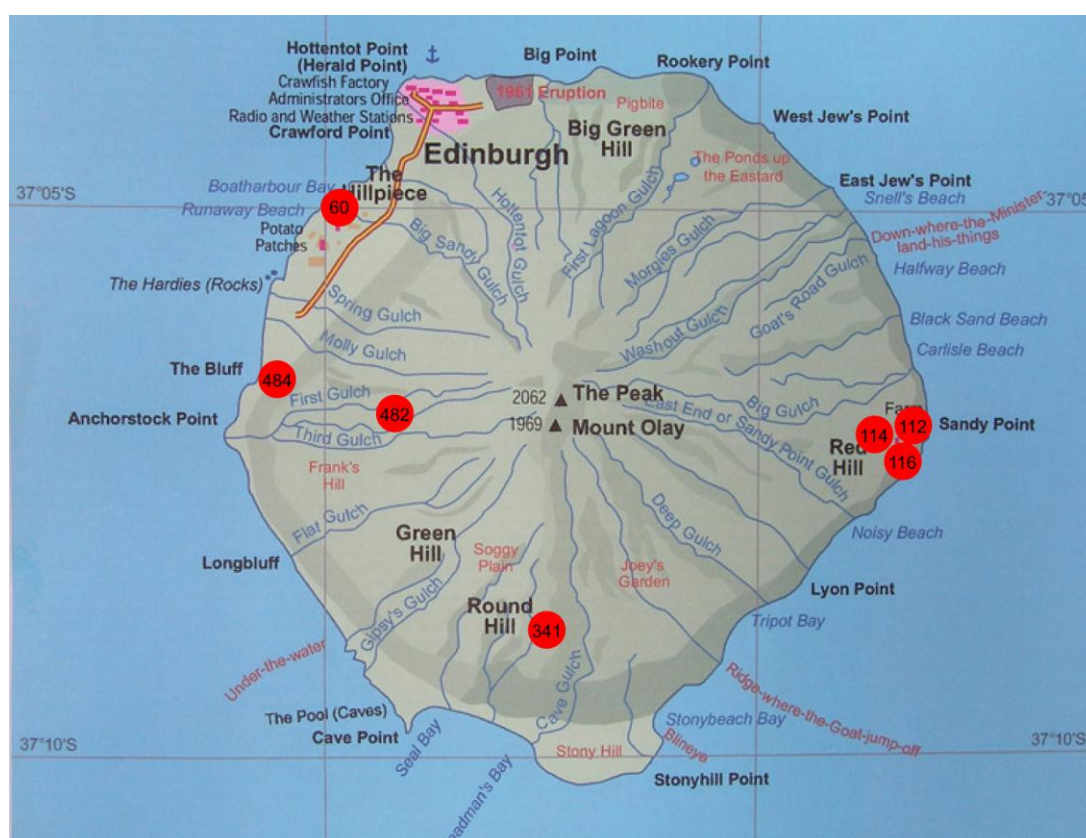 Hottentot Point
(Herald Point)
Big Point
Rookery Point
Crawfish Factory
Administrators Office
Radio and Weather Stations
Crawford Point
1961 Eruption
Pigbite
West Jew's Point
Big Green
Hill
Edinburgh
The Ponds up
the Eastard
The
Hillpiece
Boatharbour Bay
37°05'S
East Jew's Point
Snell's Beach
37°05'
Runaway Beach
60
Potato
Patches
Hottentot Gulch
First Lagoon Gulch
Big Sandy Gulch
Morgies Gulch
Down-where-the-Minister-
land-his-things
Goat's Road Gulch
Halfway Beach
The Hardies (Rocks)
Spring Gulch
Washout Gulch
Black Sand Beach
Molly Gulch
Carlisle Beach
The Bluff
484
First Gulch
482
2062
The Peak
Big Gulch
Anchorstock Point
Third Gulch
1969
Mount Olay
East End of Sandy Point Gulch
114
112
Sandy Point
Red
Hill
116
Frank's
Hill
Flat Gulch
Green
Hill
Deep Gulch
Noisy Beach
Longbluff
Soggy
Plain
Joey's
Garden
Lyon Point
Gipsy's Gulch
Round
Hill
341
Tripot Bay
Under-the-water
Cave Gulch
Ridge-where-the-Goat-jump-off
The Pool (Caves)
Cave Point
Seal Bay
Stonybeach Bay
37°10'S
Stony Hill
Blineye
37°10'S
Stonyhill Point